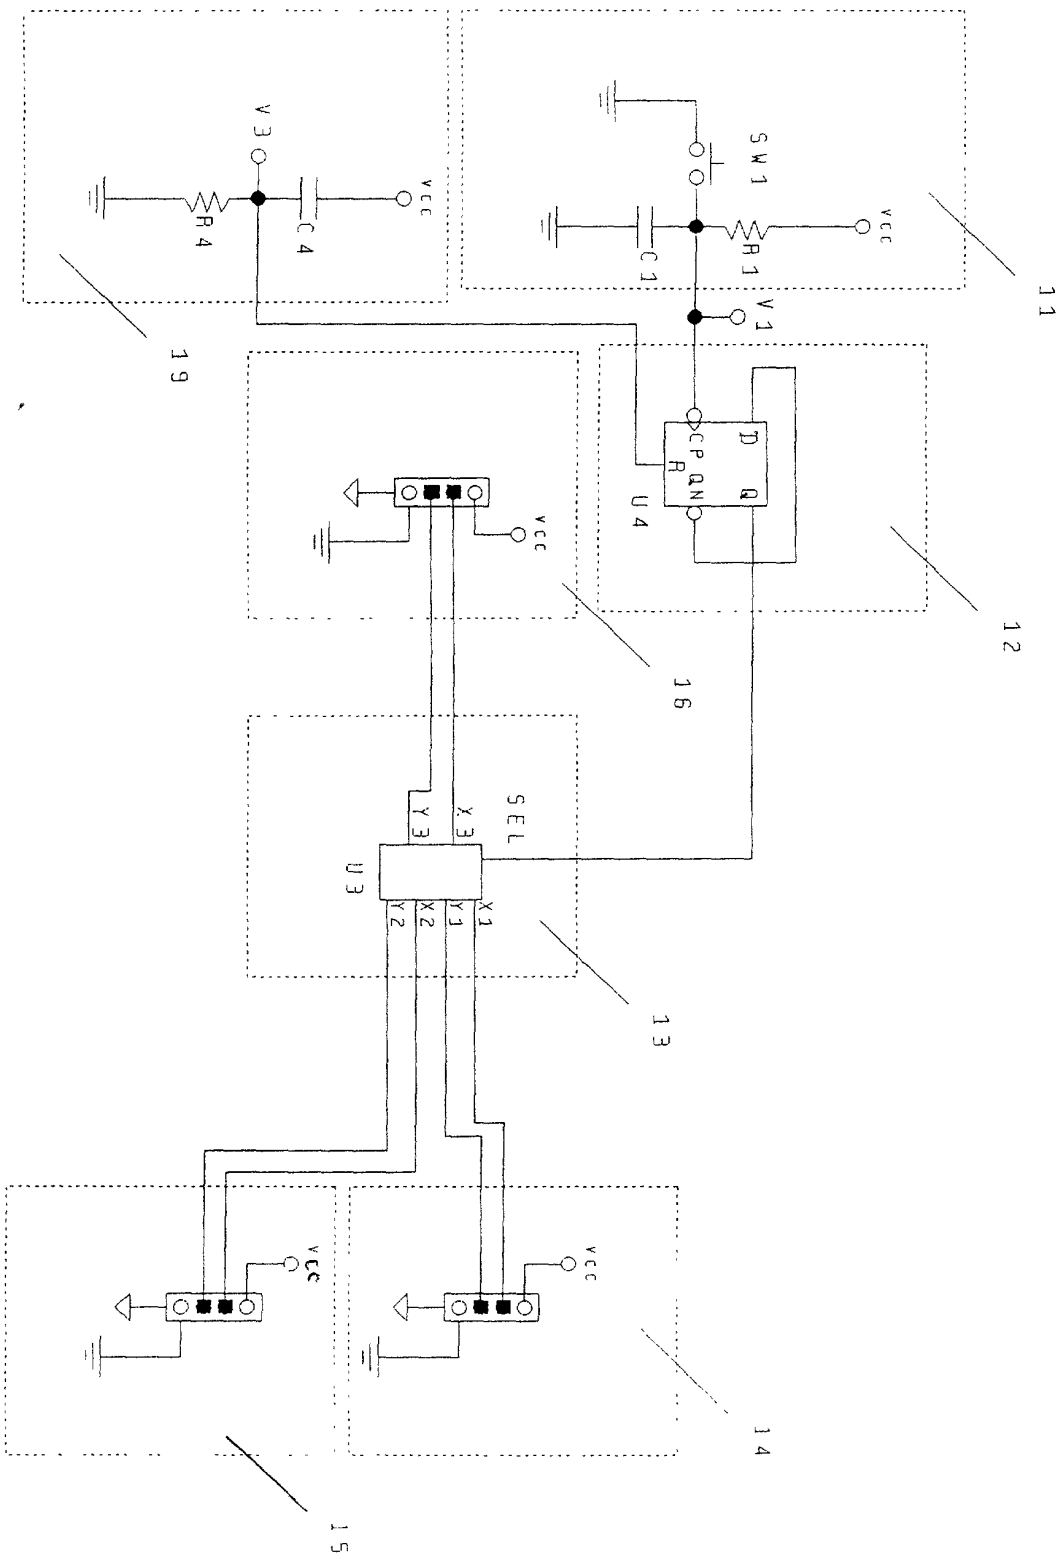 VCC
R1
SW1
C1
V1
11
VCC
C4
V3
R4
19
D
Q
CP
QN
R
U4
12
VCC
16
SEL
X3
Y3
U3
X1
Y1
X2
Y2
13
VCC
14
VCC
15